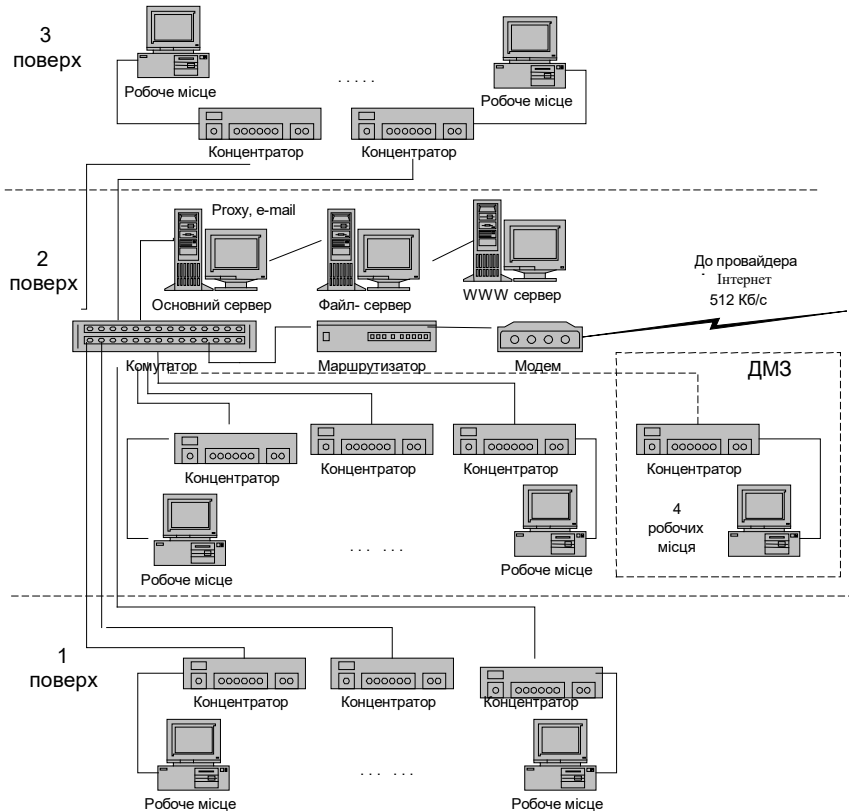 3
поверх
Робоче місце
. . . . .
Робоче місце
Концентратор
Концентратор
2
поверх
Proxy, e-mail
Основний сервер
Файл- сервер
WWW сервер
До провайдера
Інтернет
512 Кб/с
Комутатор
Маршрутизатор
Модем
ДМЗ
Концентратор
Концентратор
Концентратор
Концентратор
4
робочих
місця
Робоче місце
... ...
Робоче місце
1
поверх
Концентратор
Концентратор
Концентратор
Робоче місце
... ...
Робоче місце